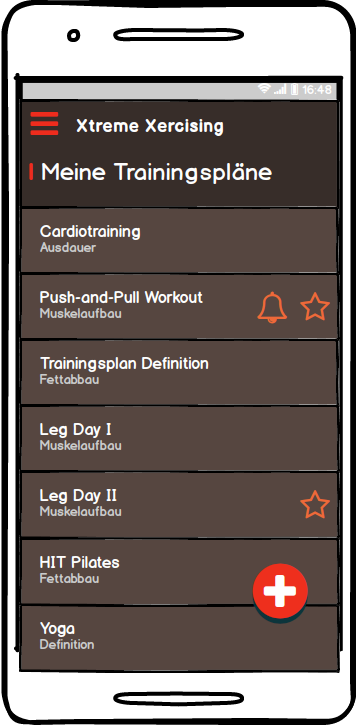 16:48
Xtreme Xercising
Meine Trainingspläne
Cardiotraining
Ausdauer
Push-and-Pull Workout
Muskelaufbau
Trainingsplan Definition
Fettabbau
Leg Day I
Muskelaufbau
Leg Day II
Muskelaufbau
HIT Pilates
Fettabbau
Yoga
Definition